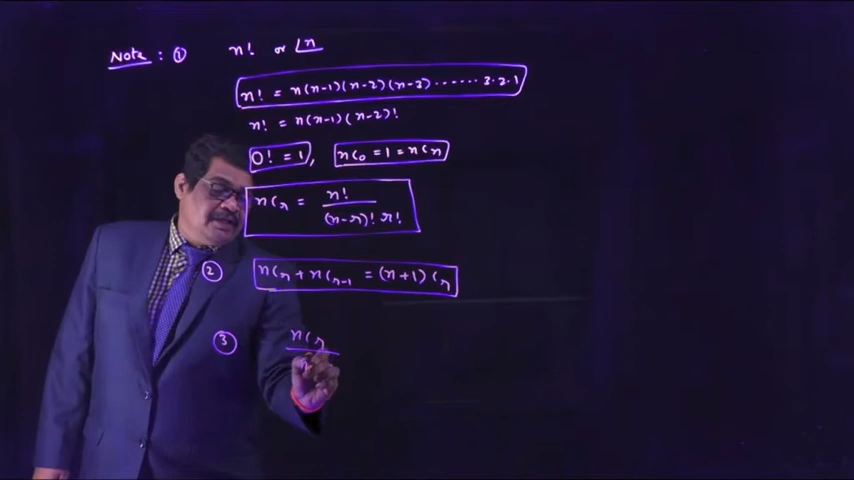 Note : ① n! or ∠n
n! = n(n-1)(n-2)(n-3)......3·2·1
n! = n(n-1)(n-2)!
0! = 1, nC₀ = 1 = nCₙ
nCᵣ = n! / (n-r)! r!
② nCᵣ + nCᵣ₋₁ = (n+1)Cᵣ
③ nCᵣ